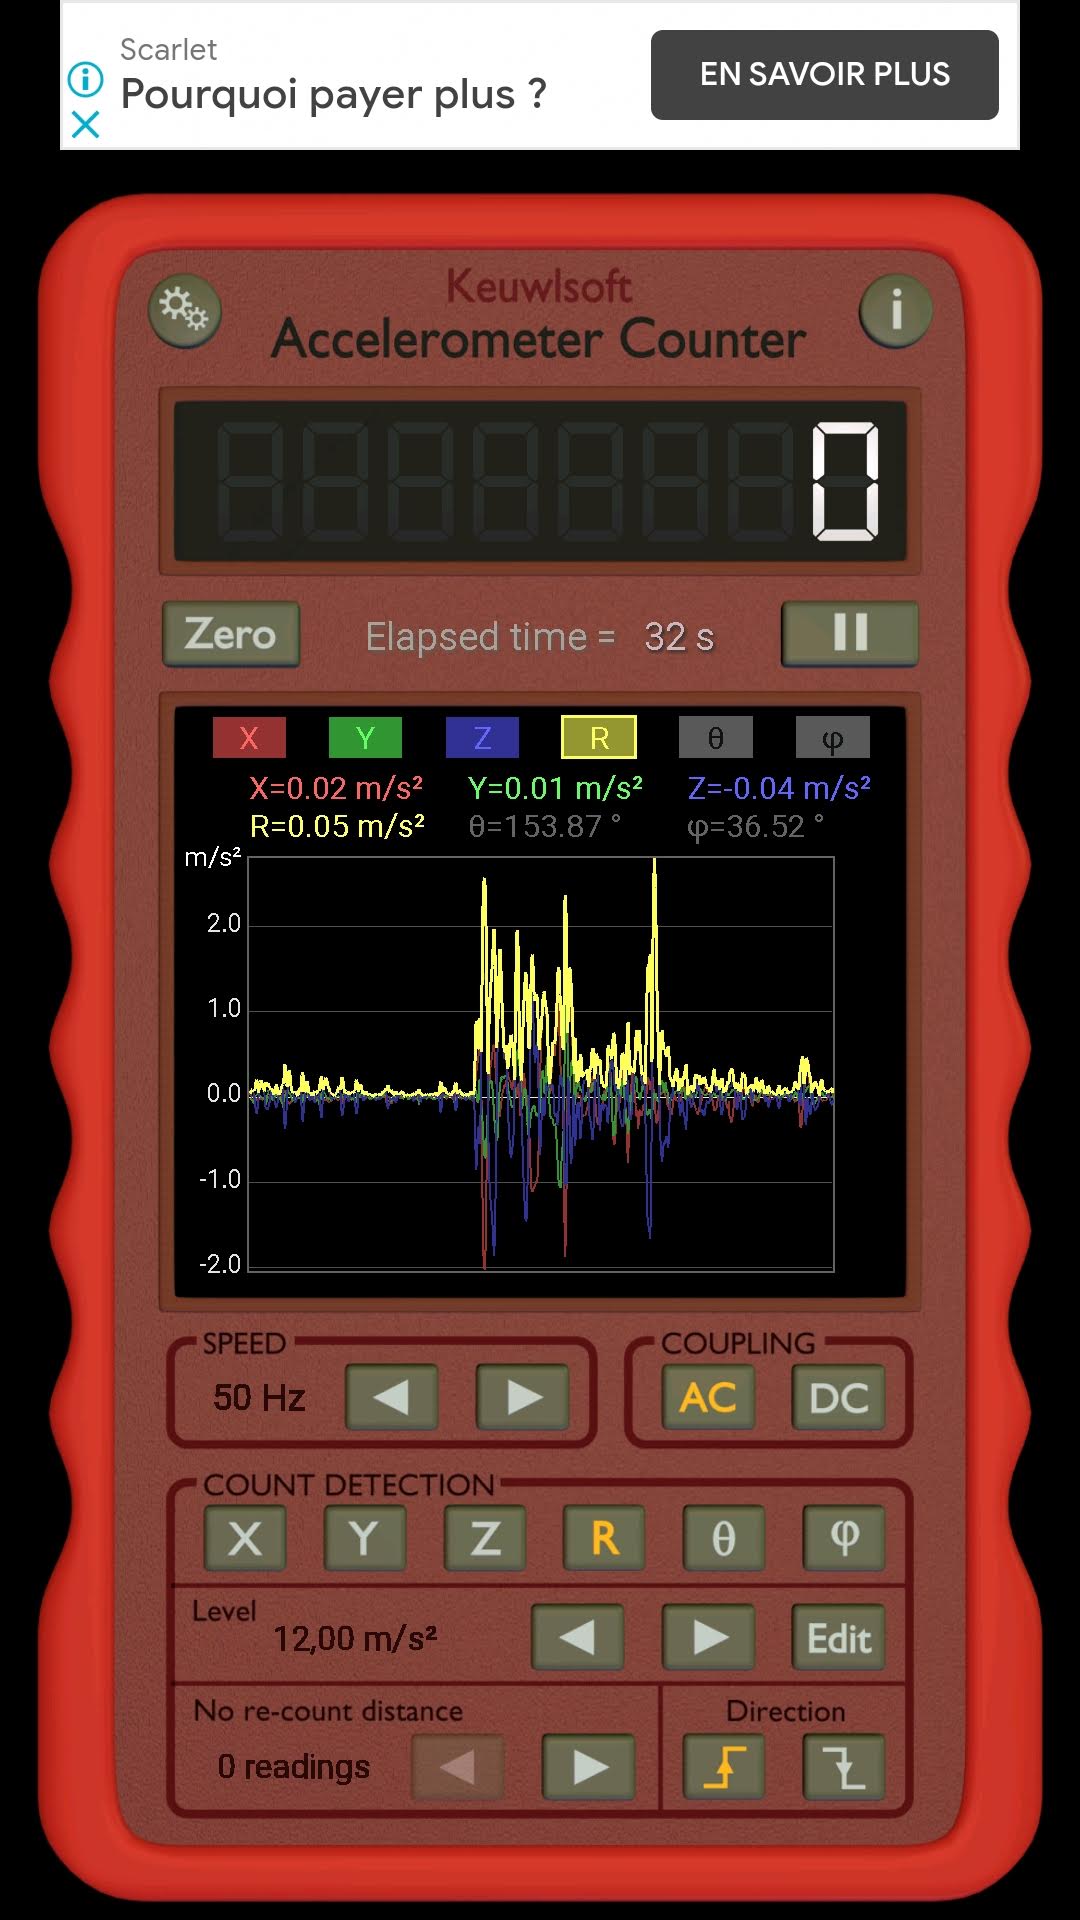 Scarlet
Pourquoi payer plus ?
EN SAVOIR PLUS
Keuwlsoft
i
Accelerometer Counter
0
Zero
Elapsed time = 32 s
X Y Z R θ φ
X=0.02 m/s² Y=0.01 m/s² Z=-0.04 m/s²
R=0.05 m/s² θ=153.87 ° φ=36.52 °
m/s²
2.0
1.0
0.0
-1.0
-2.0
SPEED
50 Hz
COUPLING
AC DC
COUNT DETECTION
X Y Z R θ φ
Level
12,00 m/s²
Edit
No re-count distance
0 readings
Direction